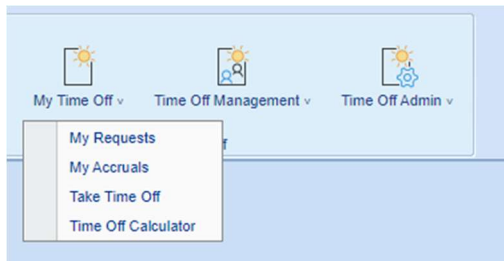 My Time Off v Time Off Management v Time Off Admin v
My Requests
My Accruals
Take Time Off
Time Off Calculator